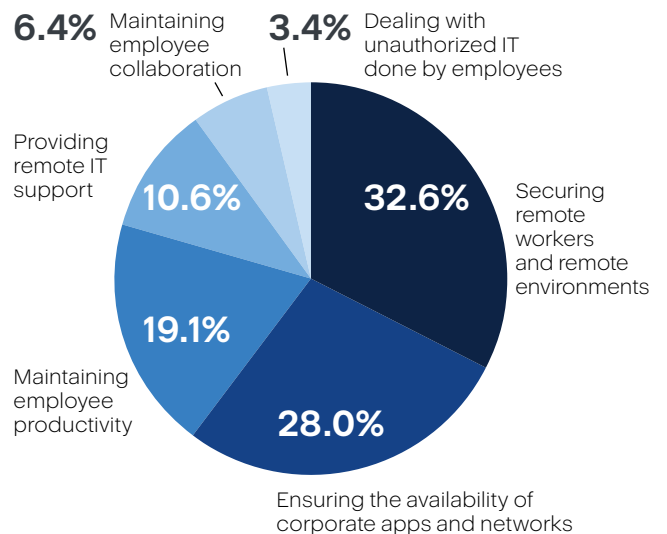 6.4% Maintaining
employee
collaboration
3.4% Dealing with
unauthorized IT
done by employees
Providing
remote IT
support
10.6%
32.6%
Securing
remote
workers
and remote
environments
19.1%
Maintaining
employee
productivity
28.0%
Ensuring the availability of
corporate apps and networks